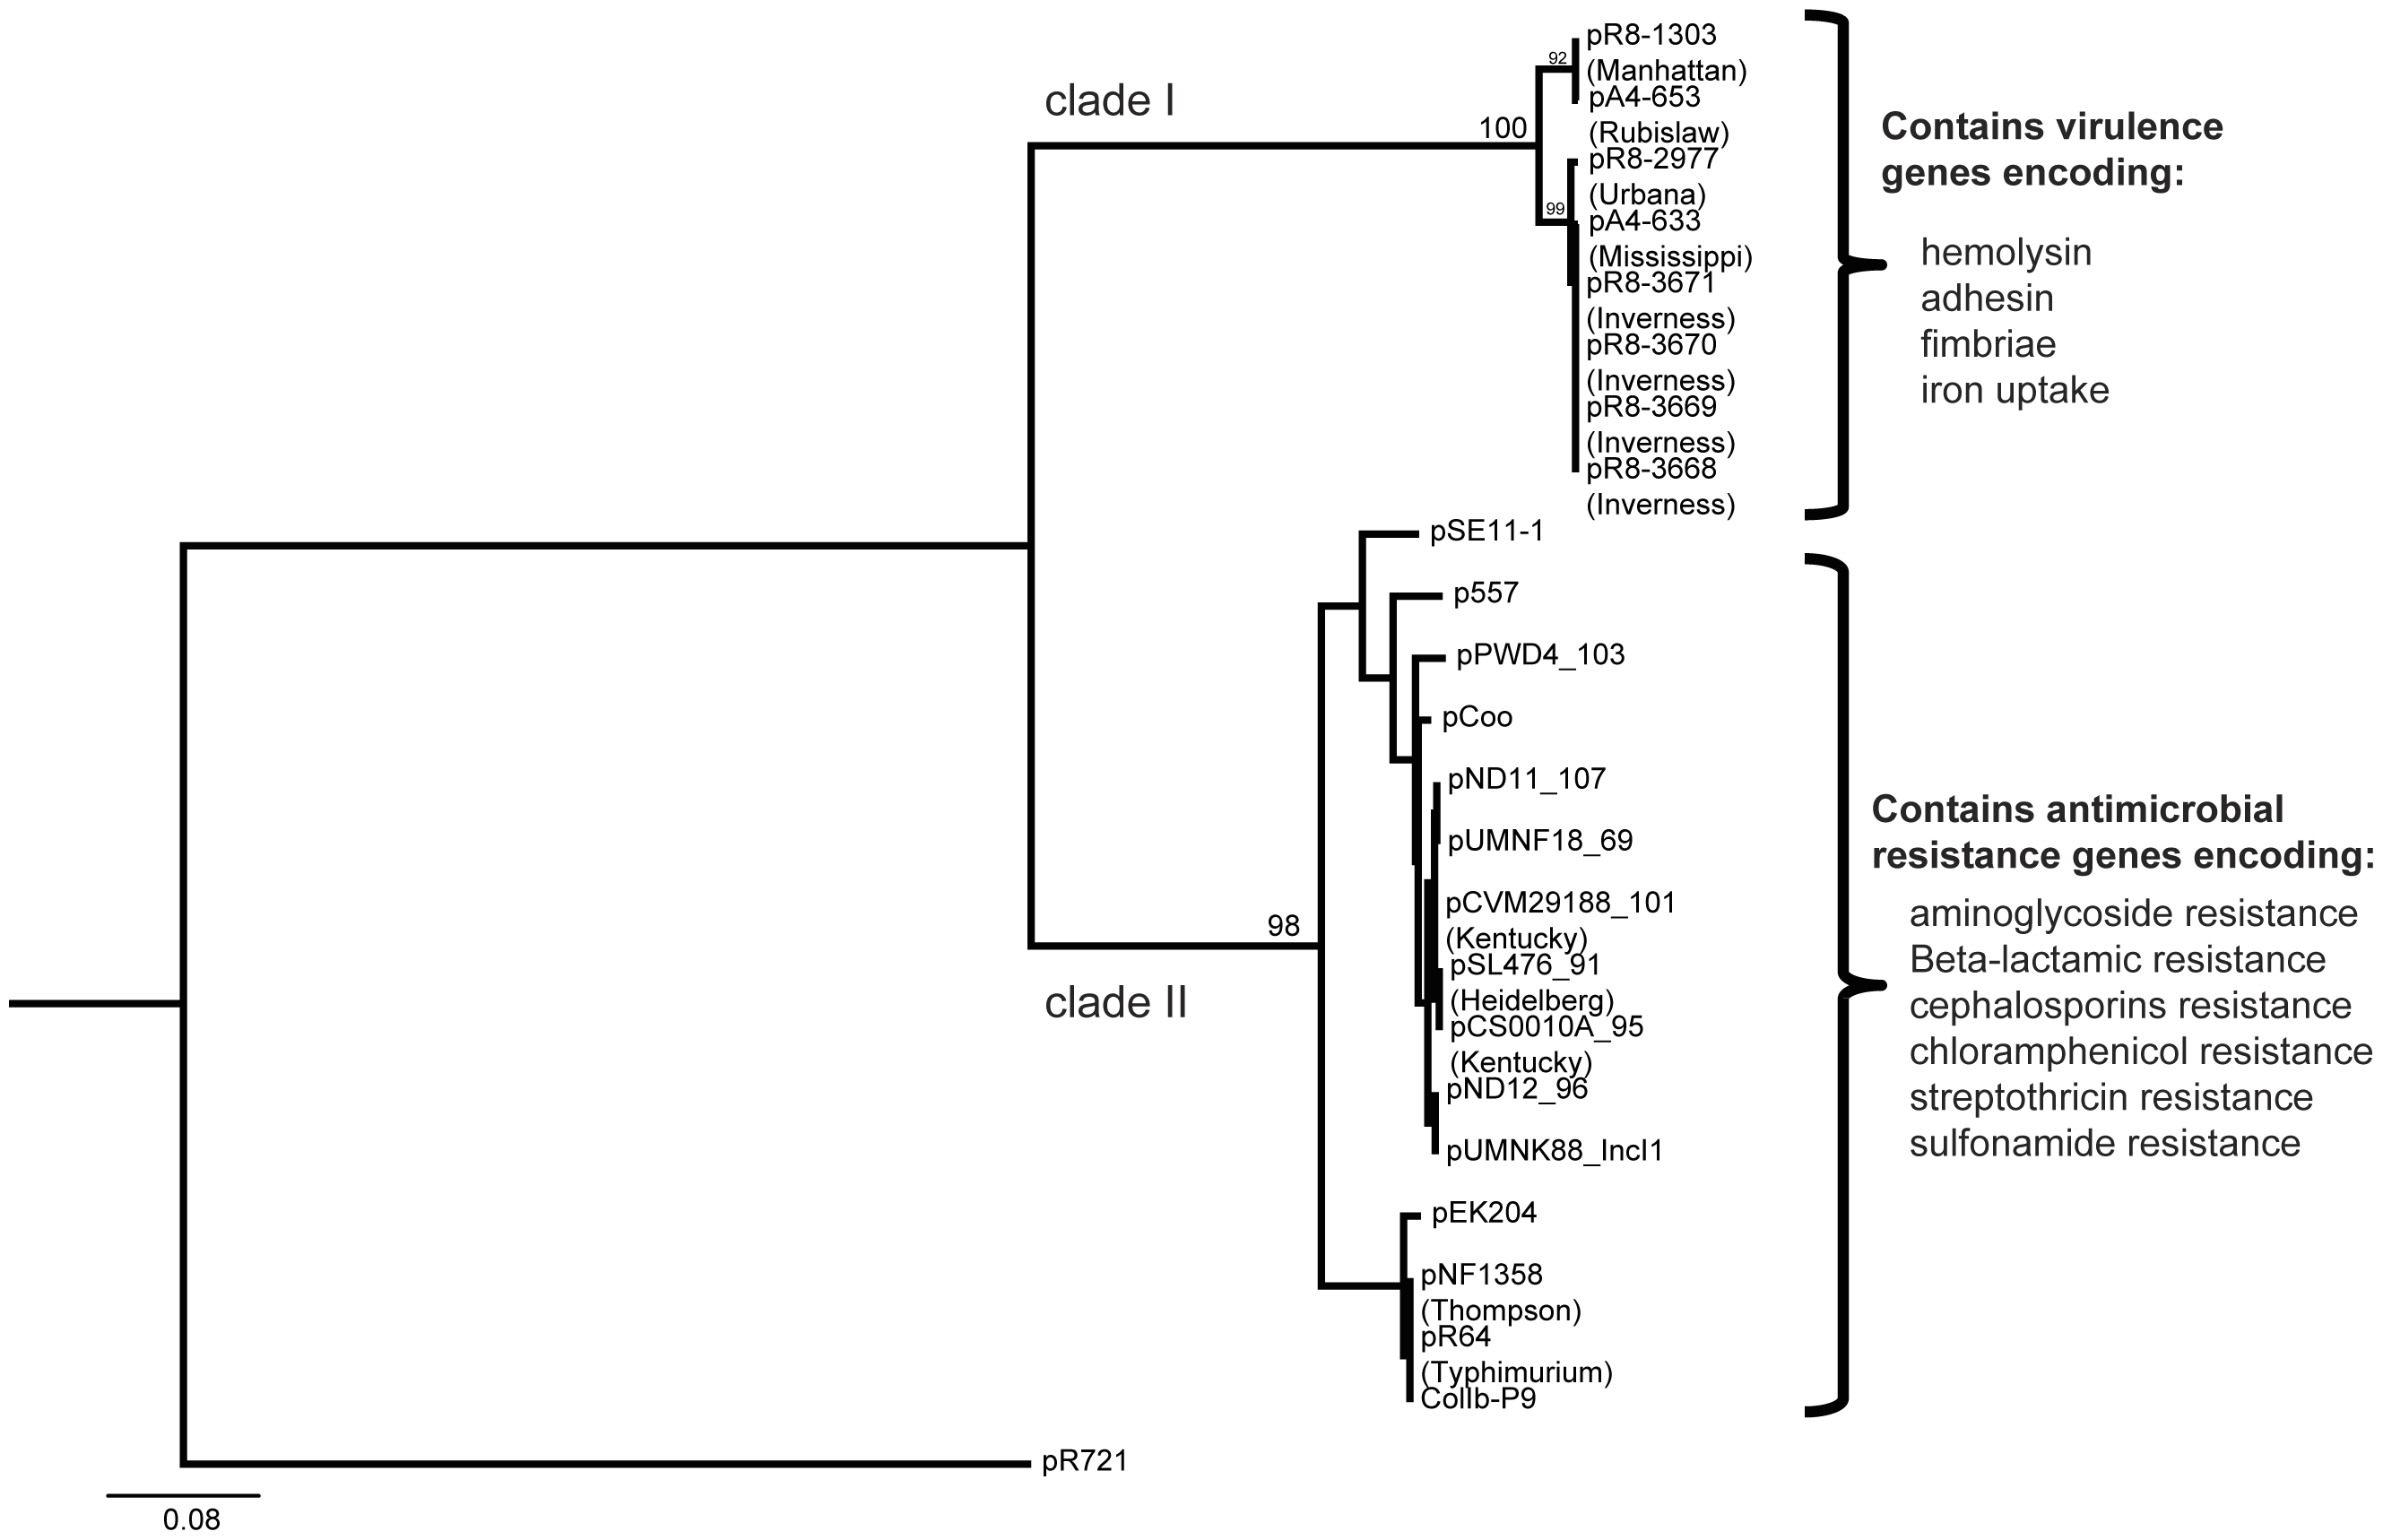 pR8-1303
92
(Manhattan)
clade I
pA4-653
Contains virulence
genes encoding:
100
(Rubislaw)
pR8-2977
(Urbana)
99
pA4-633
(Mississippi)
hemolysin
pR8-3671
adhesin
(Inverness)
pR8-3670
fimbriae
(Inverness)
iron uptake
pR8-3669
(Inverness)
pR8-3668
(Inverness)
pSE11-1
p557
pPWD4_103
pCoo
pND11_107
Contains antimicrobial
resistance genes encoding:
pUMNF18_69
pCVM29188_101
aminoglycoside resistance
98
(Kentucky)
Beta-lactamic resistance
pSL476_91
clade II
(Heidelberg)
cephalosporins resistance
pCS0010A_95
chloramphenicol resistance
(Kentucky)
pND12_96
streptothricin resistance
sulfonamide resistance
pUMNK88_IncI1
pEK204
pNF1358
(Thompson)
pR64
(Typhimurium)
ColIb-P9
pR721
0.08